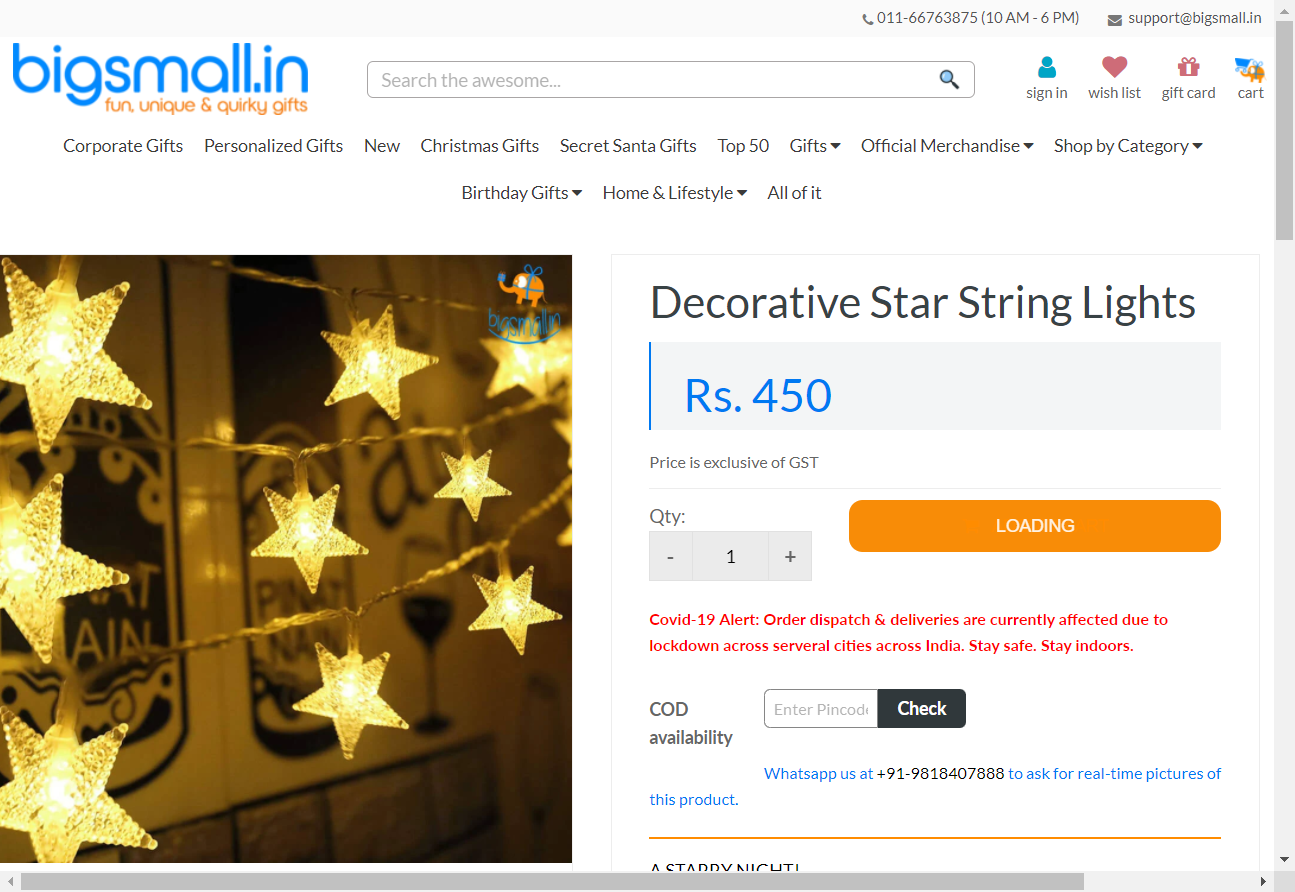 011-66763875 (10 AM - 6 PM)
support@bigsmall.in
bigsmall.in
fun, unique & quirky gifts
Search the awesome...
sign in
wish list
gift card
cart
Corporate Gifts
Personalized Gifts
New
Christmas Gifts
Secret Santa Gifts
Top 50
Gifts
Official Merchandise
Shop by Category
Birthday Gifts
Home & Lifestyle
All of it
bigsmall.in
Decorative Star String Lights
Rs. 450
Price is exclusive of GST
Qty:
- 1 +
LOADING
Covid-19 Alert: Order dispatch & deliveries are currently affected due to
lockdown across serveral cities across India. Stay safe. Stay indoors.
COD
availability
Enter Pincod
Check
Whatsapp us at +91-9818407888 to ask for real-time pictures of
this product.
A STARRY NIGHT!